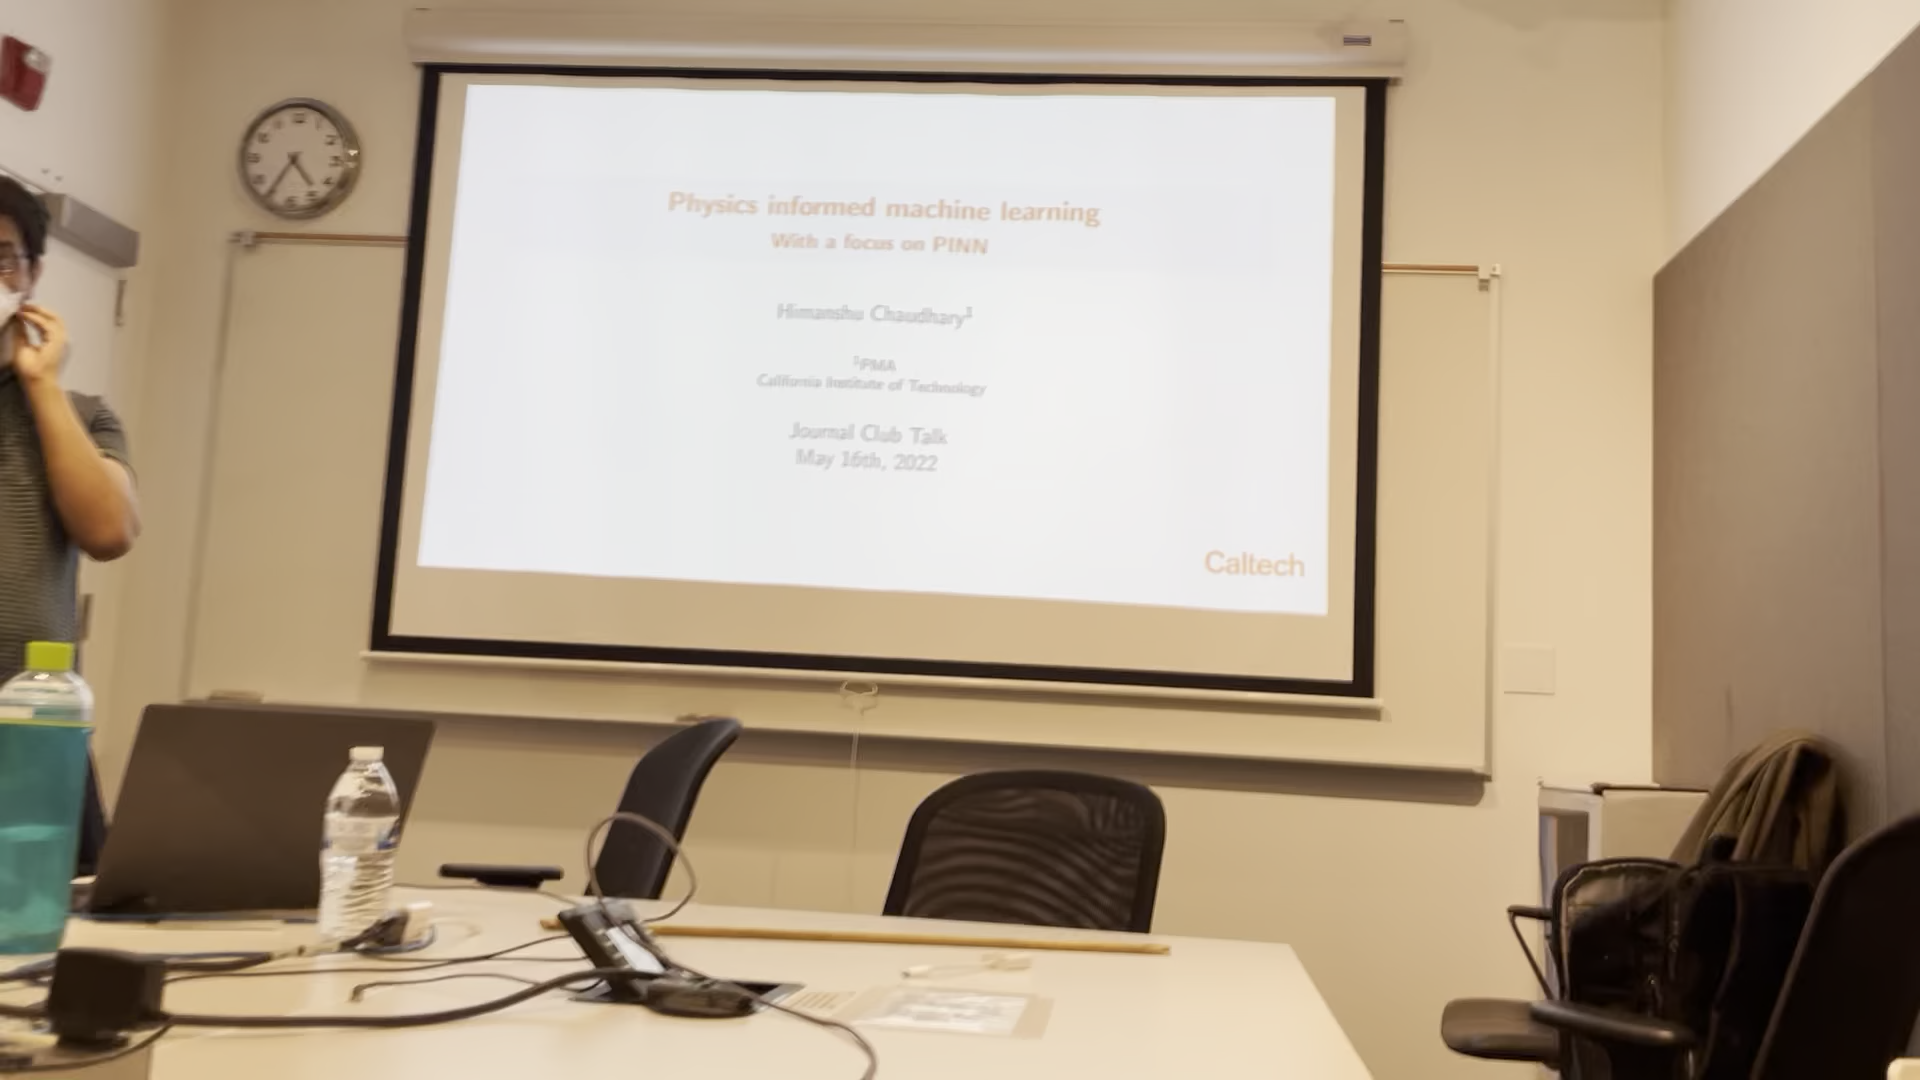 Physics informed machine learning
With a focus on PINN
Himanshu Chaudhary¹
¹PMA
California Institute of Technology
Journal Club Talk
May 16th, 2022
Caltech